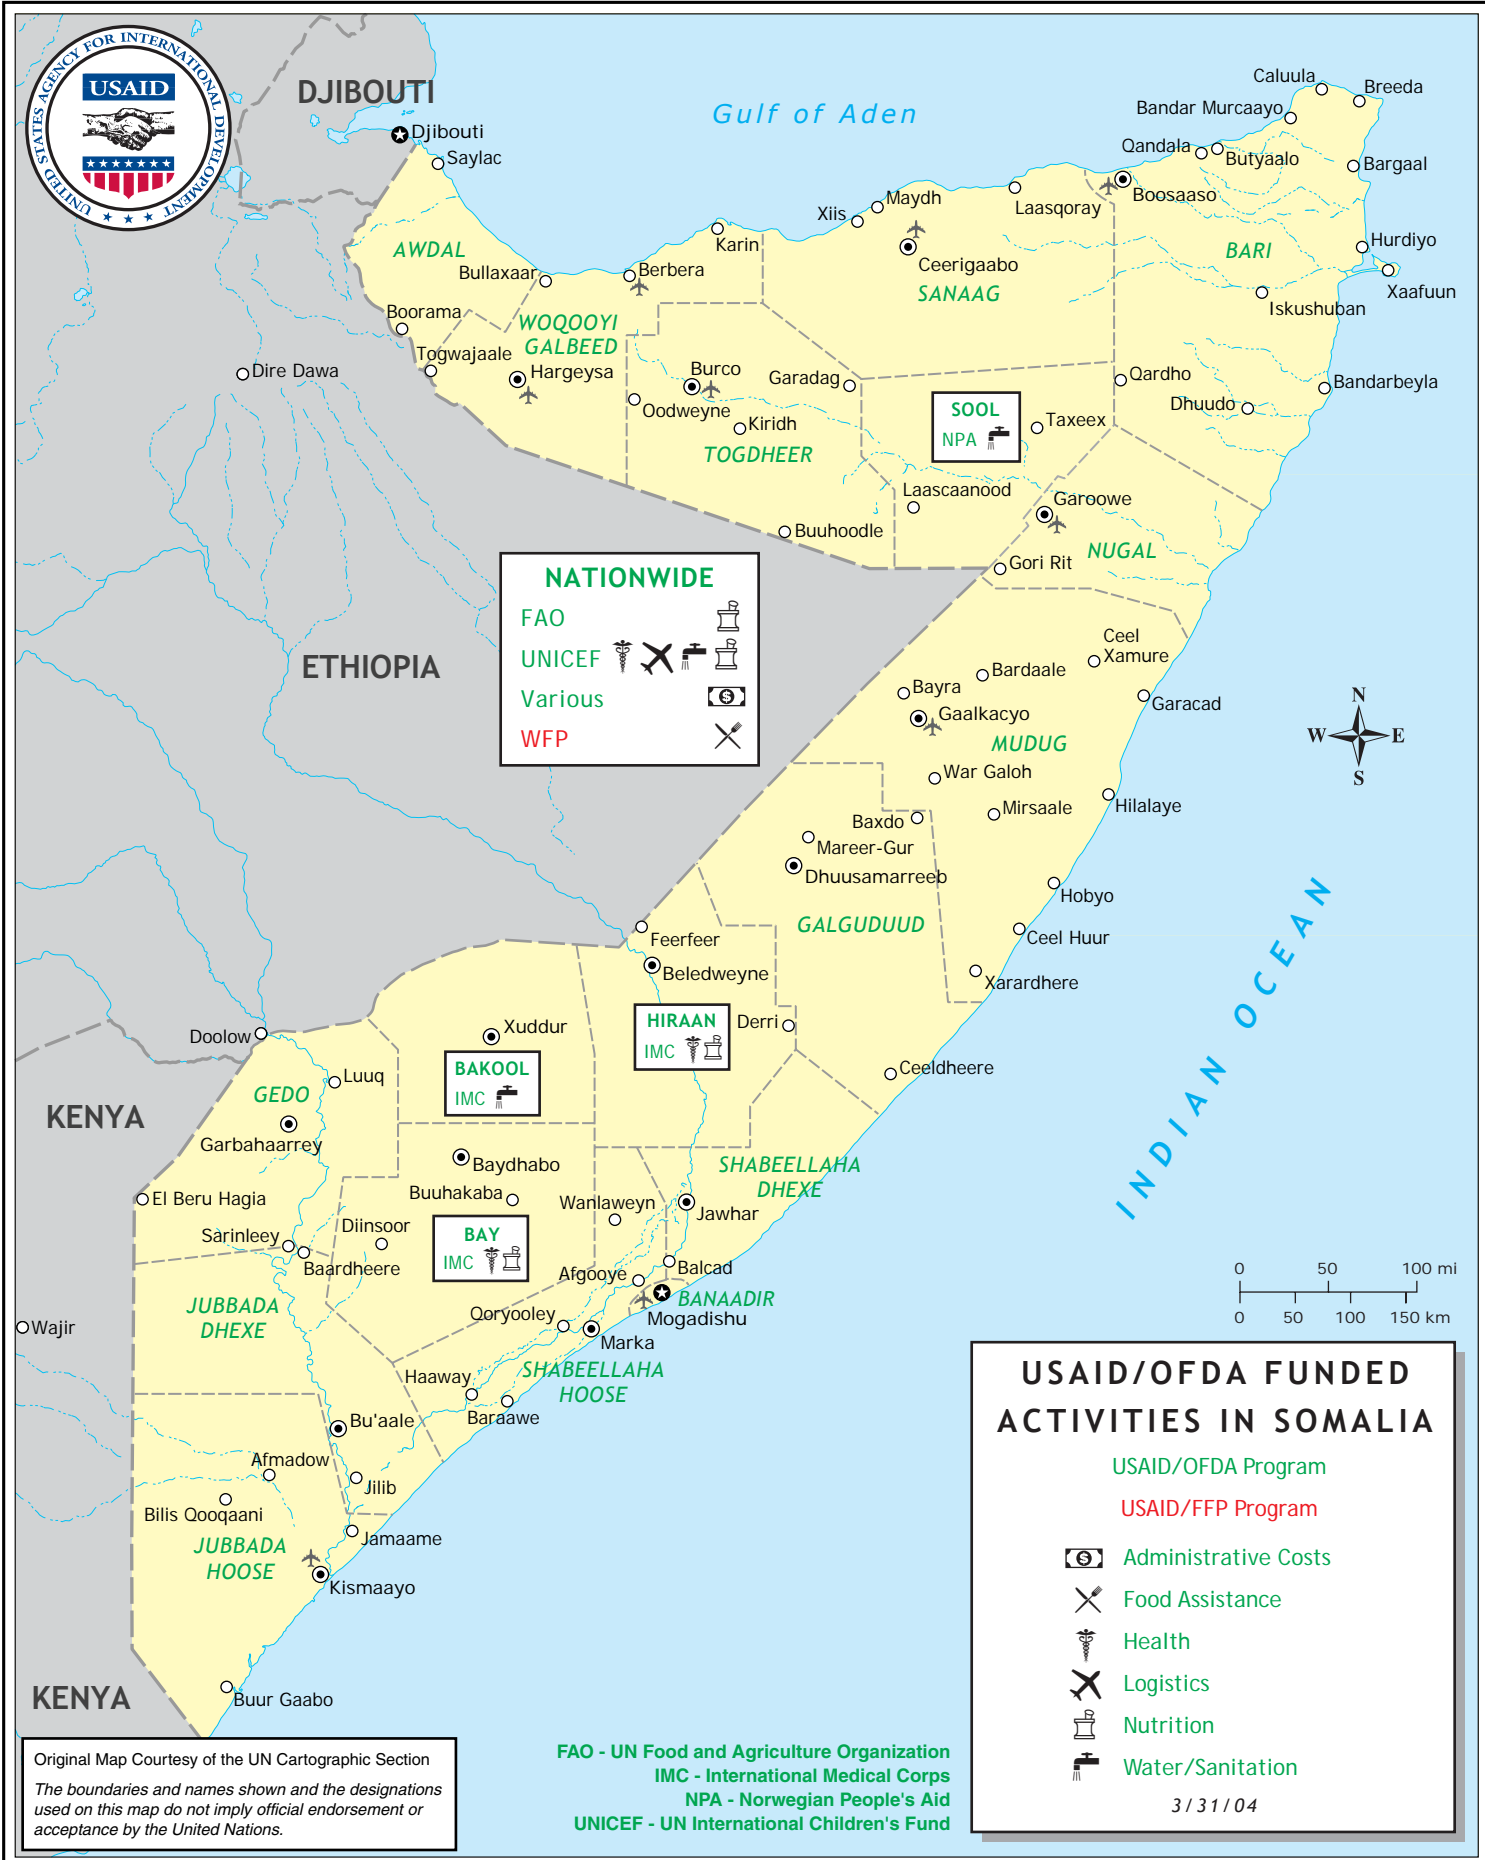 UNITED STATES AGENCY FOR INTERNATIONAL DEVELOPMENT
USAID
DJIBOUTI
Djibouti
Saylac
Gulf of Aden
Caluula
Breeda
Bandar Murcaayo
Qandala
Butyaalo
Bargaal
Boosaaso
Laasqoray
Maydh
Xiis
Karin
Ceerigaabo
SANAAG
BARI
Hurdiyo
Xaafuun
Iskushuban
AWDAL
Bullaxaar
Berbera
Boorama
WOQOOYI
GALBEED
Togwajaale
Hargeysa
Dire Dawa
Burco
Garadag
Oodweyne
Kiridh
TOGDHEER
SOOL
NPA
Taxeex
Qardho
Dhuudo
Bandarbeyla
Laascaanood
Garoowe
Buuhoodle
Gori Rit
NUGAL
NATIONWIDE
FAO
UNICEF
Various
WFP
ETHIOPIA
Ceel
Xamure
Bardaale
Bayra
Garacad
Gaalkacyo
MUDUG
War Galoh
Mirsaale
Hilalaye
Baxdo
Mareer-Gur
Dhuusamarreeb
GALGUDUUD
Hobyo
Ceel Huur
Xarardhere
N
W
E
S
INDIAN OCEAN
Feerfeer
Beledweyne
HIRAAN
IMC
Derri
Ceeldheere
Doolow
Xuddur
BAKOOL
IMC
Luuq
GEDO
Garbahaarrey
KENYA
El Beru Hagia
Baydhabo
Buuhakaba
BAY
IMC
Wanlaweyn
SHABEELLAHA
DHEXE
Jawhar
Sarinleey
Diinsoor
Baardheere
Afgooye
Balcad
BANAADIR
Mogadishu
JUBBADA
DHEXE
Wajir
Qoryooley
Marka
SHABEELLAHA
HOOSE
Haaway
Baraawe
Bu'aale
Afmadow
Jilib
Bilis Qooqaani
JUBBADA
HOOSE
Jamaame
Kismaayo
KENYA
Buur Gaabo
0 50 100 mi
0 50 100 150 km
USAID/OFDA FUNDED
ACTIVITIES IN SOMALIA
USAID/OFDA Program
USAID/FFP Program
Administrative Costs
Food Assistance
Health
Logistics
Nutrition
Water/Sanitation
3/31/04
Original Map Courtesy of the UN Cartographic Section
The boundaries and names shown and the designations
used on this map do not imply official endorsement or
acceptance by the United Nations.
FAO - UN Food and Agriculture Organization
IMC - International Medical Corps
NPA - Norwegian People's Aid
UNICEF - UN International Children's Fund